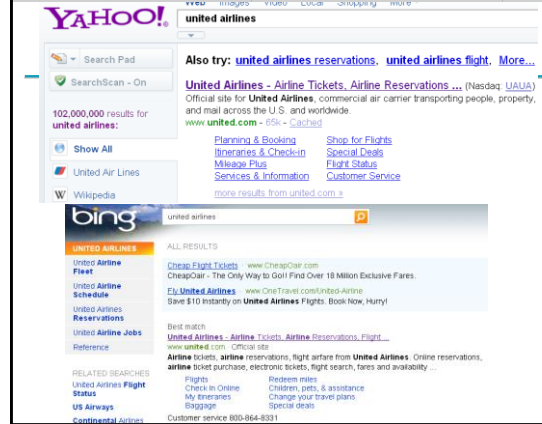 Web Images Video Local Shopping More
YAHOO!
united airlines
Search Pad
SearchScan - On
102,000,000 results for
united airlines:
Show All
United Air Lines
Wikipedia
Also try: united airlines reservations, united airlines flight, More...
United Airlines - Airline Tickets, Airline Reservations ... (Nasdaq: UAUA)
Official site for United Airlines, commercial air carrier transporting people, property,
and mail across the U.S. and worldwide.
www.united.com - 65k - Cached
Planning & Booking Shop for Flights
Itineraries & Check-in Special Deals
Mileage Plus Flight Status
Services & Information Customer Service
more results from united.com »
bing
united airlines
UNITED AIRLINES
United Airline
Fleet
United Airline
Schedule
United Airlines
Reservations
United Airline Jobs
Reference
RELATED SEARCHES
United Airlines Flight
Status
US Airways
Continental Airlines
ALL RESULTS
Cheap Flight Tickets · www.CheapOair.com
CheapOair - The Only Way to Go!! Find Over 18 Million Exclusive Fares.
Fly United Airlines · www.OneTravel.com/United-Airline
Save $10 Instantly on United Airlines Flights. Book Now, Hurry!
Best match
United Airlines - Airline Tickets, Airline Reservations, Flight ...
www.united.com · Official site
Airline tickets, airline reservations, flight airfare from United Airlines. Online reservations,
airline ticket purchase, electronic tickets, flight search, fares and availability ...
Flights Redeem miles
Check In Online Children, pets, & assistance
My Itineraries Change your travel plans
Baggage Special deals
Customer service 800-864-8331